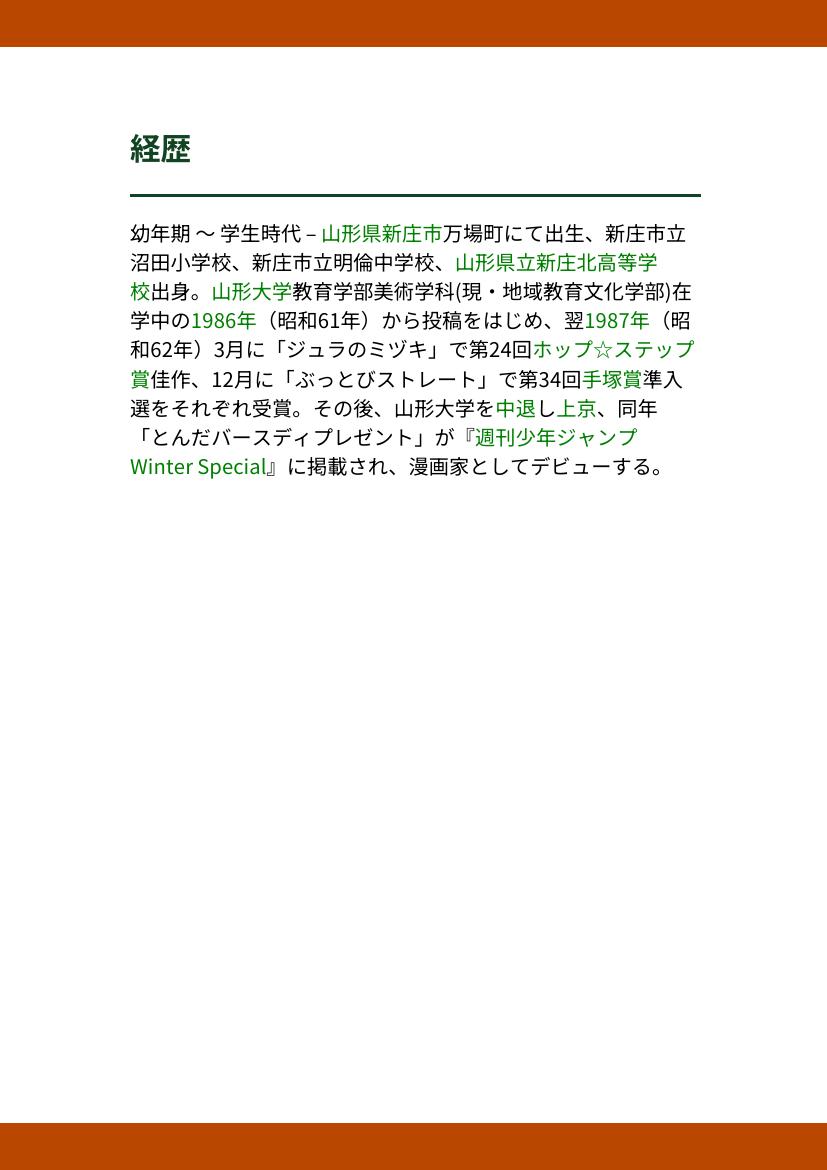 経歴
幼年期 〜 学生時代 – 山形県新庄市万場町にて出生、新庄市立
沼田小学校、新庄市立明倫中学校、山形県立新庄北高等学
校出身。山形大学教育学部美術学科(現・地域教育文化学部)在
学中の1986年（昭和61年）から投稿をはじめ、翌1987年（昭
和62年）3月に「ジュラのミヅキ」で第24回ホップ☆ステップ
賞佳作、12月に「ぶっとびストレート」で第34回手塚賞準入
選をそれぞれ受賞。その後、山形大学を中退し上京、同年
「とんだバースディプレゼント」が『週刊少年ジャンプ
Winter Special』に掲載され、漫画家としてデビューする。